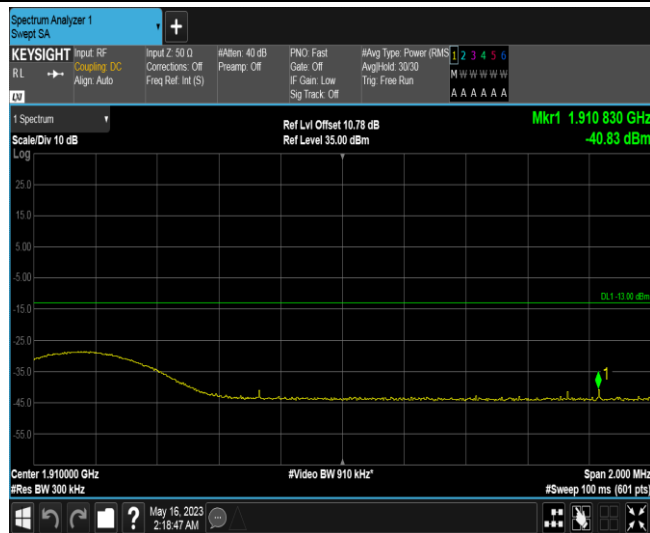 Spectrum Analyzer 1
Swept SA
+
KEYSIGHT
RL
LXI
Input: RF
Coupling: DC
Align: Auto
Input Z: 50 Ω
Corrections: Off
Freq Ref: Int (S)
#Atten: 40 dB
Preamp: Off
PNO: Fast
Gate: Off
IF Gain: Low
Sig Track: Off
#Avg Type: Power (RMS
Avg|Hold: 30/30
Trig: Free Run
1 2 3 4 5 6
M W W W W W
A A A A A A
1 Spectrum
Scale/Div 10 dB
Ref Lvl Offset 10.78 dB
Ref Level 35.00 dBm
Mkr1 1.910 830 GHz
-40.83 dBm
Log
25.0
15.0
5.00
-5.00
-15.0
-25.0
-35.0
-45.0
-55.0
DL1 -13.00 dBm
1
Center 1.910000 GHz
#Res BW 300 kHz
#Video BW 910 kHz*
Span 2.000 MHz
#Sweep 100 ms (601 pts)
?
May 16, 2023
2:18:47 AM